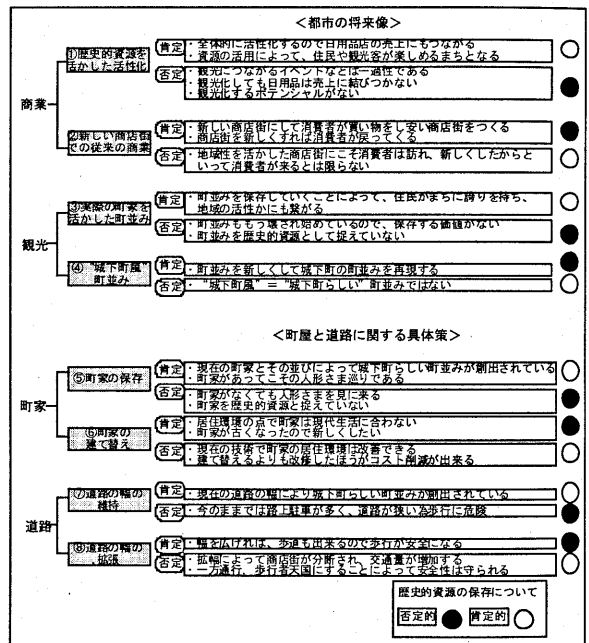 <都市の将来像>
商業
①歴史的資源を
活かした活性化
肯定
・全体的に活性化するので日用品店の売上にもつながる
・資源の活用によって、住民や観光客が楽しめるまちとなる
否定
・観光につながるイベントなどは一過性である
・観光化しても日用品は売上に結びつかない
・観光化するポテンシャルがない
②新しい商店街
での従来の商業
肯定
・新しい商店街にして消費者が買い物をし安い商店街をつくる
・商店街を新しくすれば消費者が戻ってくる
否定
・地域性を活かした商店街にこそ消費者は訪れ、新しくしたからと
いって消費者が来るとは限らない
観光
③実際の町家を
活かした町並み
肯定
・町並みを保存していくことによって、住民がまちに誇りを持ち、
地域の活性かにも繋がる
否定
・町並みももう壊され始めているので、保存する価値がない
・町並みを歴史的資源として捉えていない
④“城下町風”
町並み
肯定
・町並みを新しくして城下町の町並みを再現する
否定
・“城下町風”＝“城下町らしい”町並みではない
<町屋と道路に関する具体策>
町家
⑤町家の保存
肯定
・現在の町家とその並びによって城下町らしい町並みが創出されている
・町家があってこその人形さま巡りである
否定
・町家がなくても人形さまを見に来る
・町家を歴史的資源と捉えていない
⑥町家の
建て替え
肯定
・居住環境の点で町家は現代生活に合わない
・町家が古くなったので新しくしたい
否定
・現在の技術で町家の居住環境は改善できる
・建て替えるよりも改修したほうがコスト削減が出来る
道路
⑦道路の幅の
維持
肯定
・現在の道路の幅により城下町らしい町並みが創出されている
否定
・今のままでは路上駐車が多く、道路が狭い為歩行に危険
⑧道路の幅の
拡張
肯定
・幅を広げれば、歩道も出来るので歩行が安全になる
否定
・拡幅によって商店街が分断され、交通量が増加する
・一方通行、歩行者天国にすることによって安全性は守られる
歴史的資源の保存について
否定的 ● 肯定的 ○